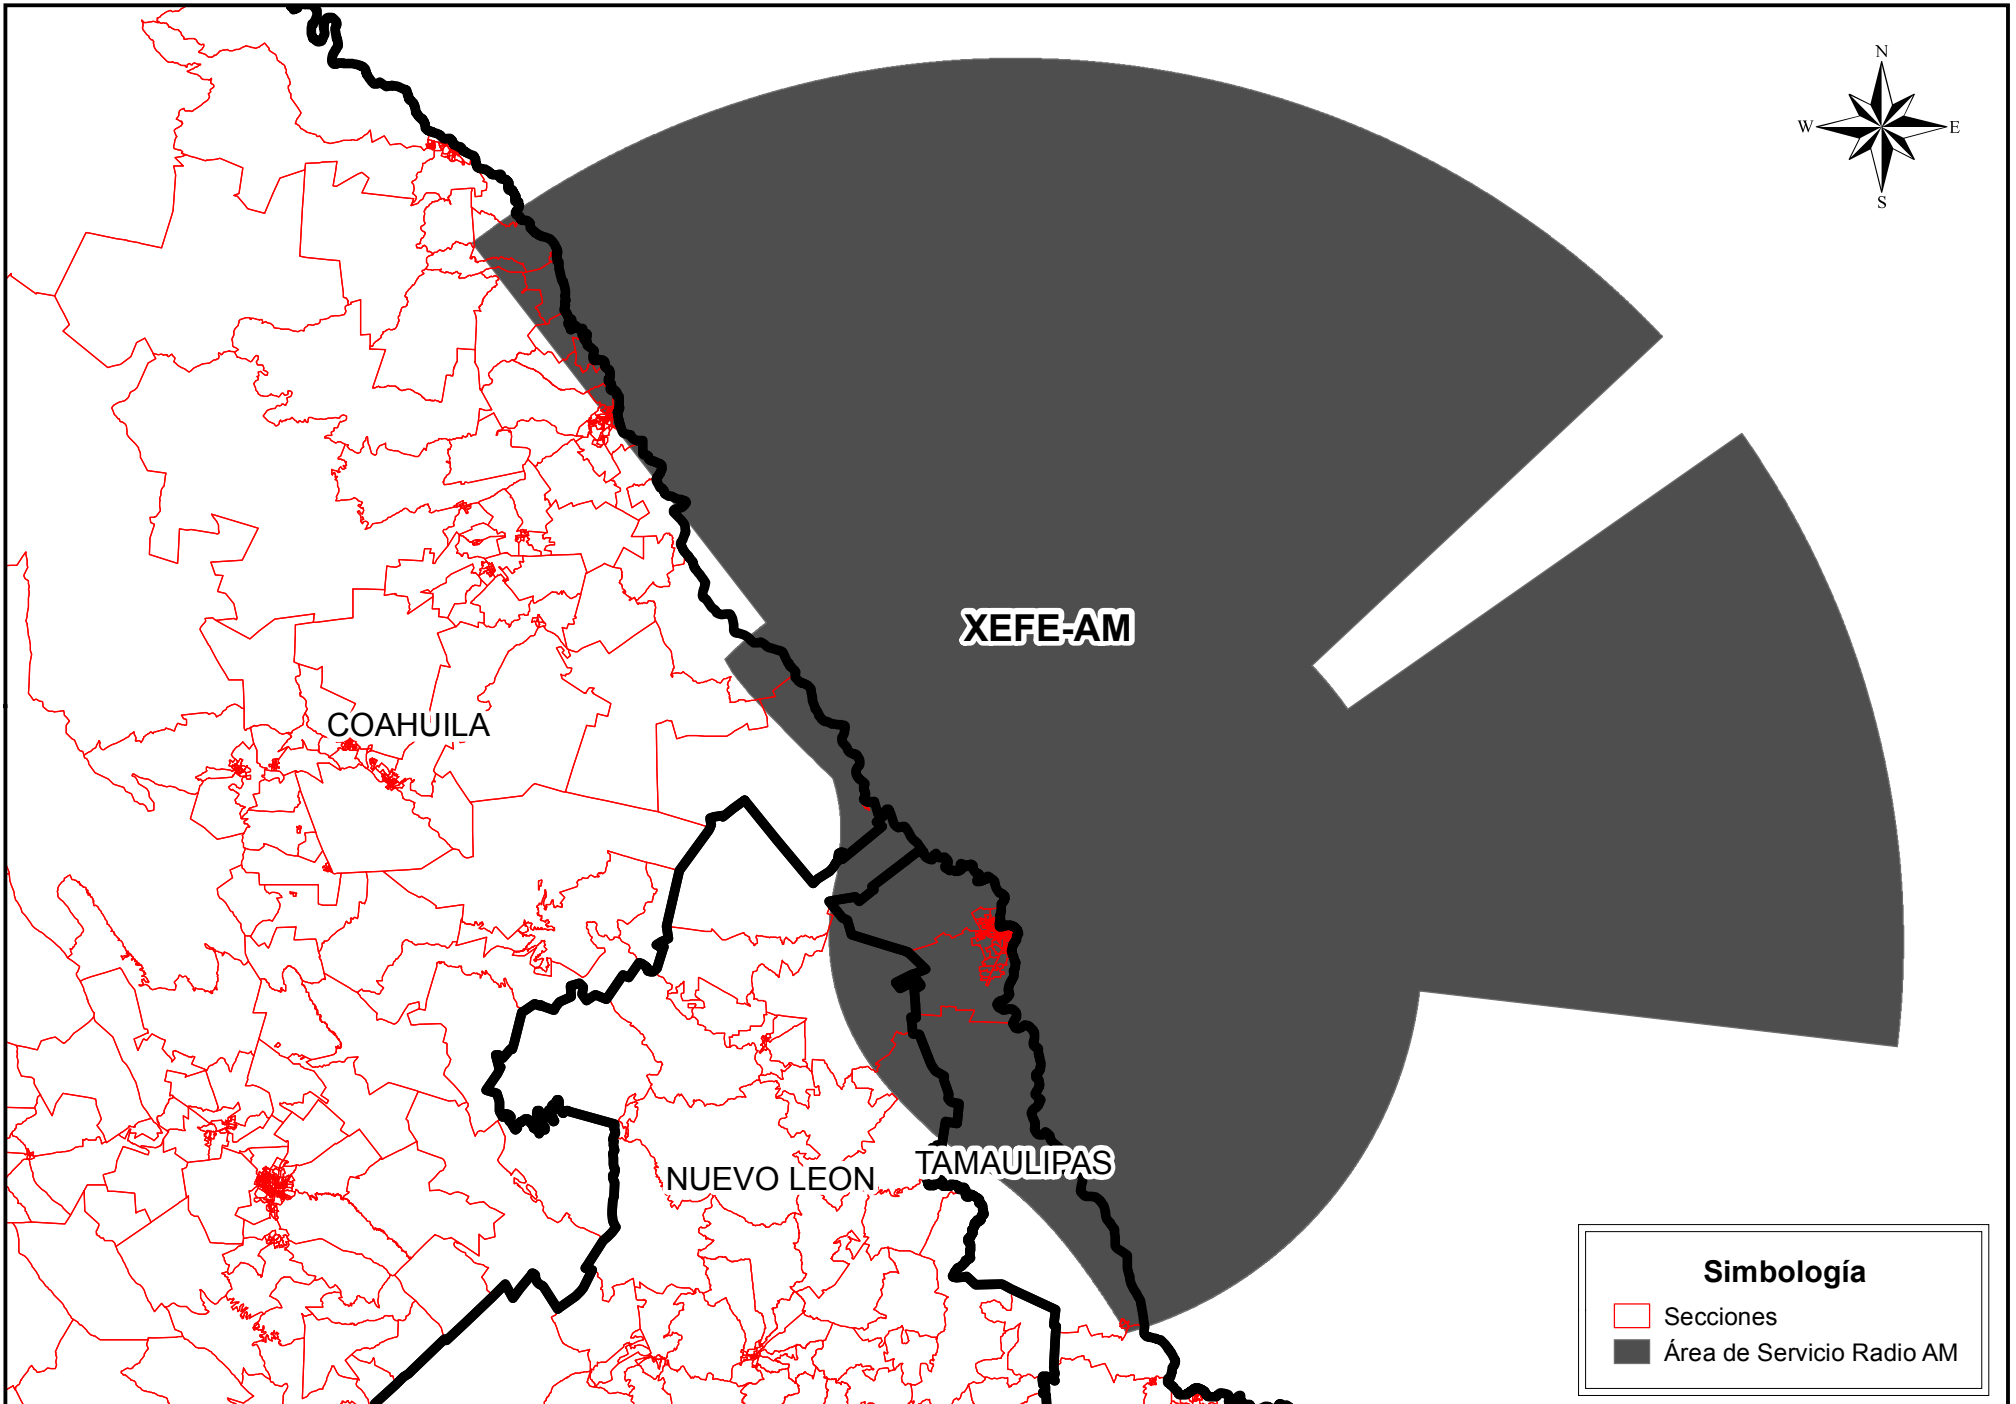 N
W E
S
XEFE-AM
COAHUILA
NUEVO LEON
TAMAULIPAS
Simbología
Secciones
Área de Servicio Radio AM